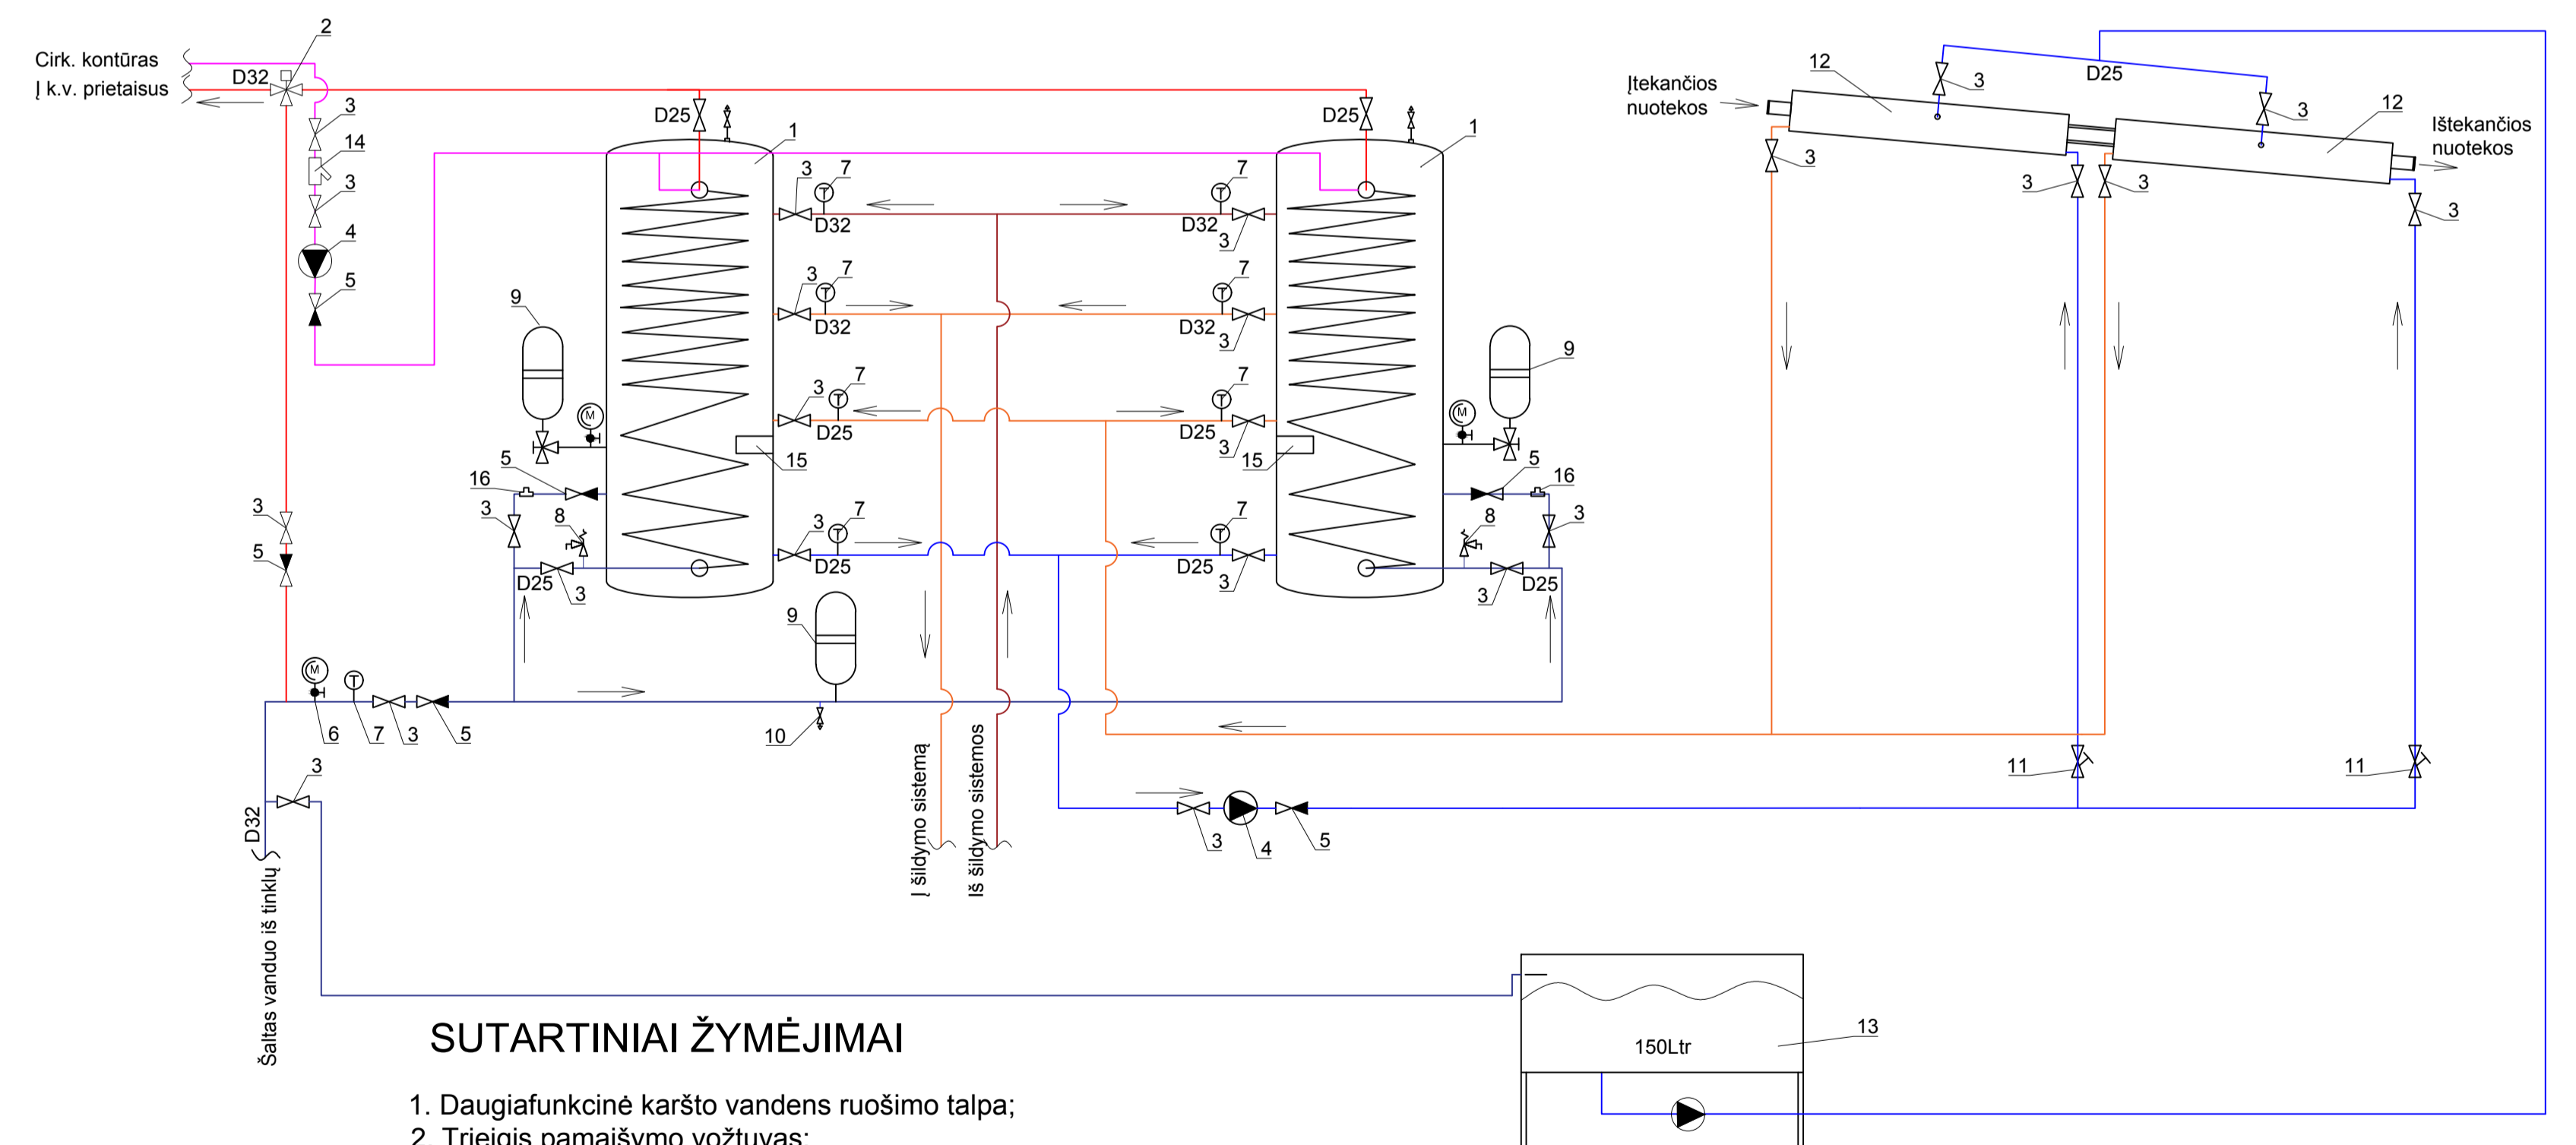 2
Cirk. kontūras
D32
Į k.v. prietaisus
3
14
3
4
5
D25
1
D25
1
3
7
7
D32
D32
3
3
7
7
D32
D32
3
3
7
7
D25
D25
3
15
15
9
9
16
5
5
16
3
8
8
3
3
7
7
D25
D25
3
D25
3
3
D25
3
5
9
6
7
3
5
10
3
D32
Šaltas vanduo iš tinklų
Į šildymo sistemą
Iš šildymo sistemos
3
4
5
11
11
Įtekančios
nuotekos
12
3
D25
3
12
Ištekančios
nuotekos
3
3
3
3
13
150Ltr
SUTARTINIAI ŽYMĖJIMAI
1. Daugiafunkcinė karšto vandens ruošimo talpa;
2. Trieigis pamaišymo vožtuvas;